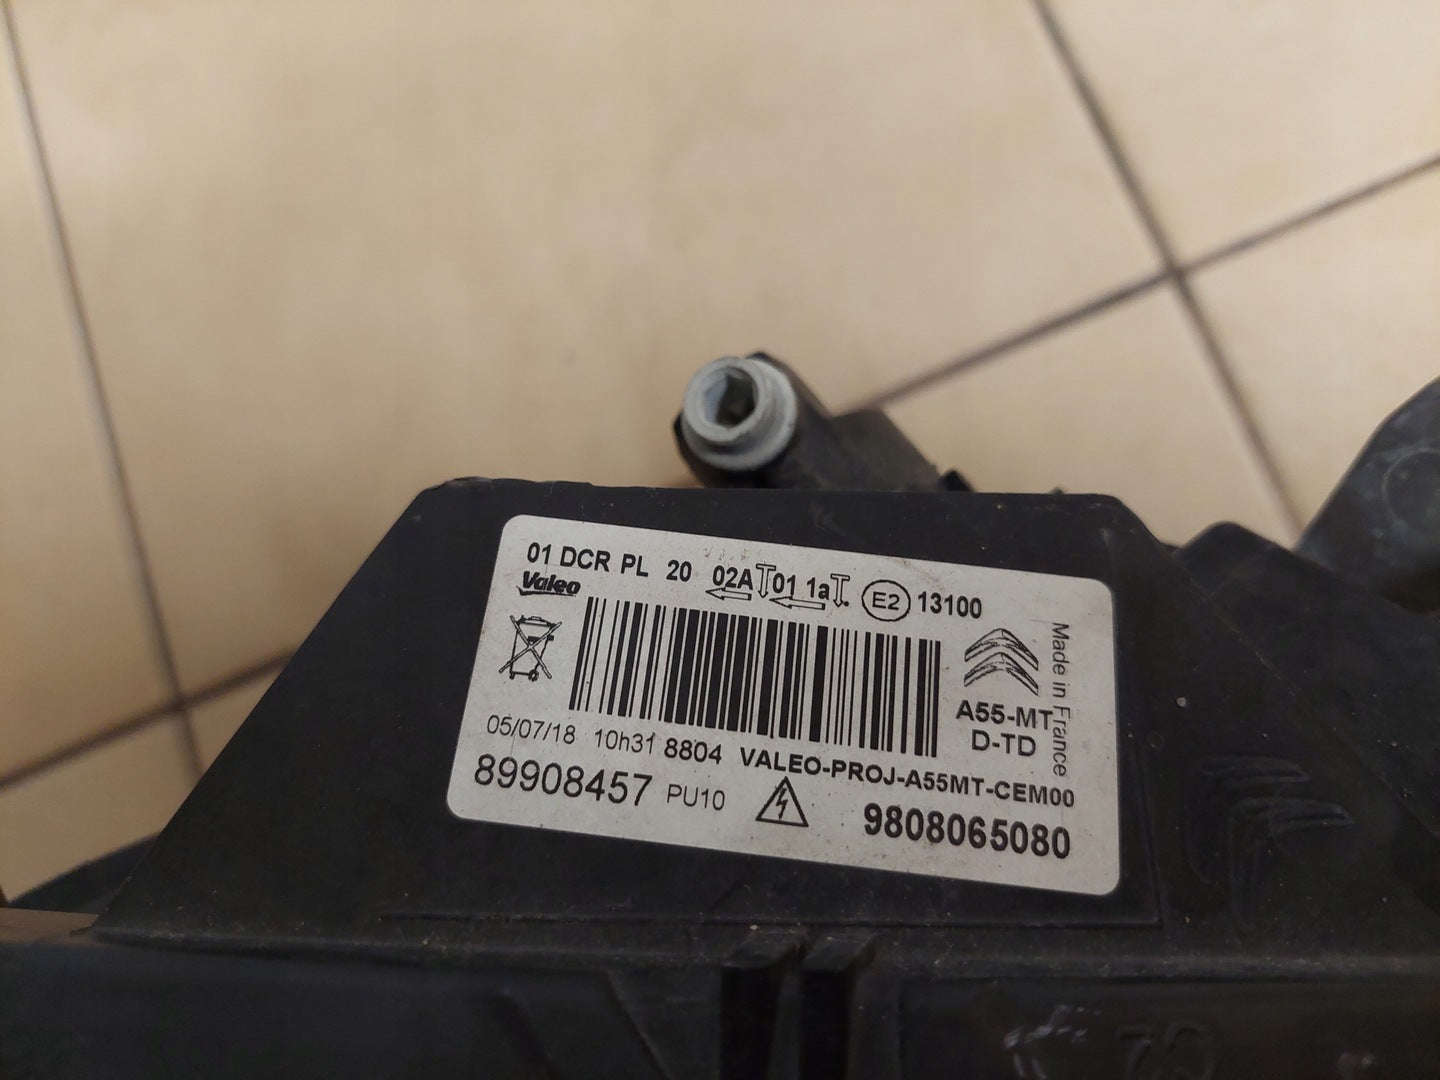 01 DCR PL 20 02A 01 1a E2 13100
Valeo
Made in France
A55-MT
D-TD
05/07/18 10h31 8804 VALEO-PROJ-A55MT-CEM00
89908457 PU10 9808065080